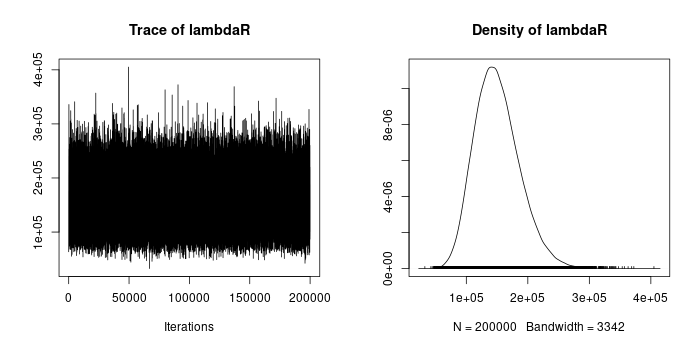 Trace of lambdaR
4e+05
3e+05
2e+05
1e+05
0
50000
100000
150000
200000
Iterations
Density of lambdaR
8e-06
4e-06
0e+00
1e+05
2e+05
3e+05
4e+05
N = 200000 Bandwidth = 3342